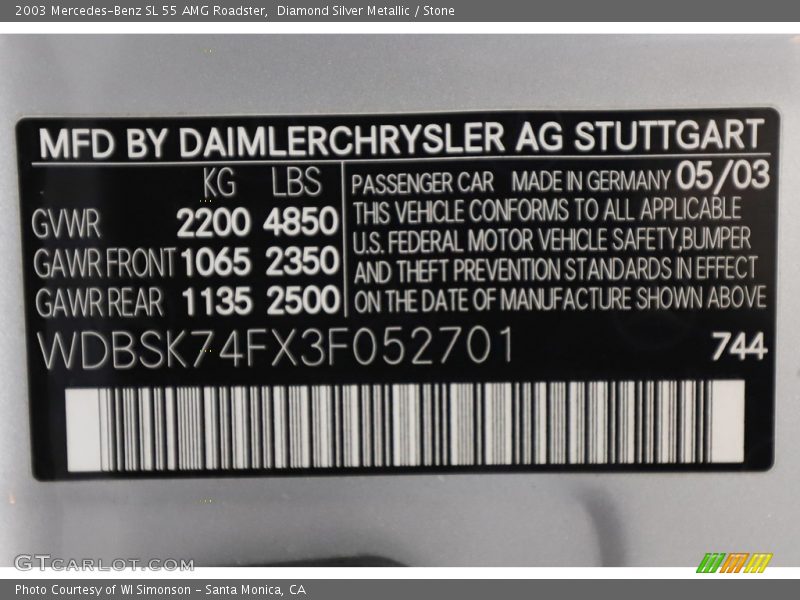 2003 Mercedes-Benz SL 55 AMG Roadster,  Diamond Silver Metallic / Stone
MFD BY DAIMLERCHRYSLER AG STUTTGART
KG LBS
GVWR 2200 4850
GAWR FRONT 1065 2350
GAWR REAR 1135 2500
PASSENGER CAR MADE IN GERMANY 05/03
THIS VEHICLE CONFORMS TO ALL APPLICABLE
U.S. FEDERAL MOTOR VEHICLE SAFETY,BUMPER
AND THEFT PREVENTION STANDARDS IN EFFECT
ON THE DATE OF MANUFACTURE SHOWN ABOVE
WDBSK74FX3F052701 744
GTCARLOT.COM
Photo Courtesy of WI Simonson - Santa Monica, CA